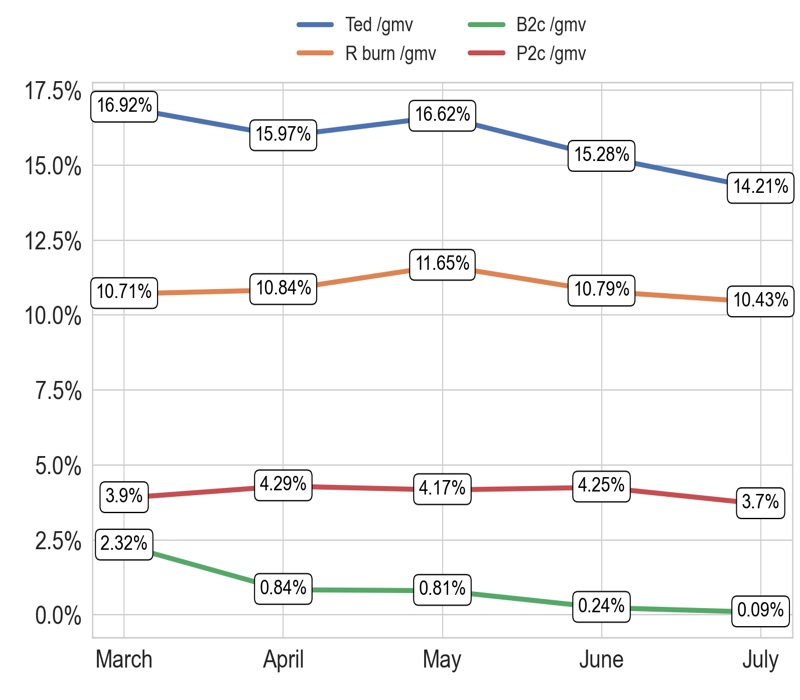 Ted /gmv B2c /gmv
R burn /gmv P2c /gmv
17.5%
16.92% 15.97% 16.62% 15.28% 14.21%
15.0%
12.5%
10.71% 10.84% 11.65% 10.79% 10.43%
10.0%
7.5%
5.0%
3.9% 4.29% 4.17% 4.25% 3.7%
2.5%
2.32% 0.84% 0.81% 0.24% 0.09%
0.0%
March April May June July